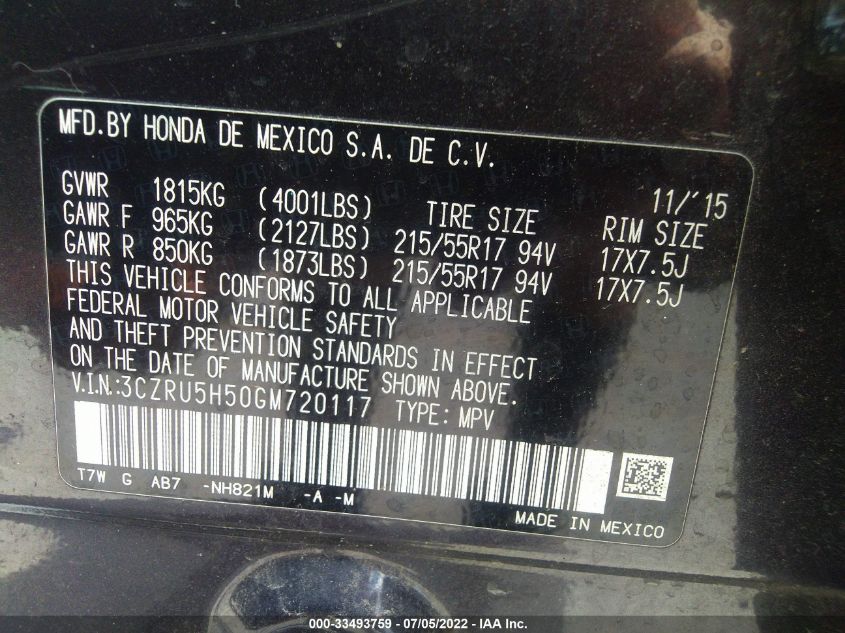 MFD.BY HONDA DE MEXICO S.A. DE C.V.
11/'15
GVWR 1815KG (4001LBS) TIRE SIZE RIM SIZE
GAWR F 965KG (2127LBS) 215/55R17 94V 17X7.5J
GAWR R 850KG (1873LBS) 215/55R17 94V 17X7.5J
THIS VEHICLE CONFORMS TO ALL APPLICABLE
FEDERAL MOTOR VEHICLE SAFETY
AND THEFT PREVENTION STANDARDS IN EFFECT
ON THE DATE OF MANUFACTURE SHOWN ABOVE.
V.I.N.:3CZRU5H50GM720117 TYPE: MPV
T7W G AB7 -NH821M -A -M
MADE IN MEXICO
000-33493759 - 07/05/2022 - IAA Inc.